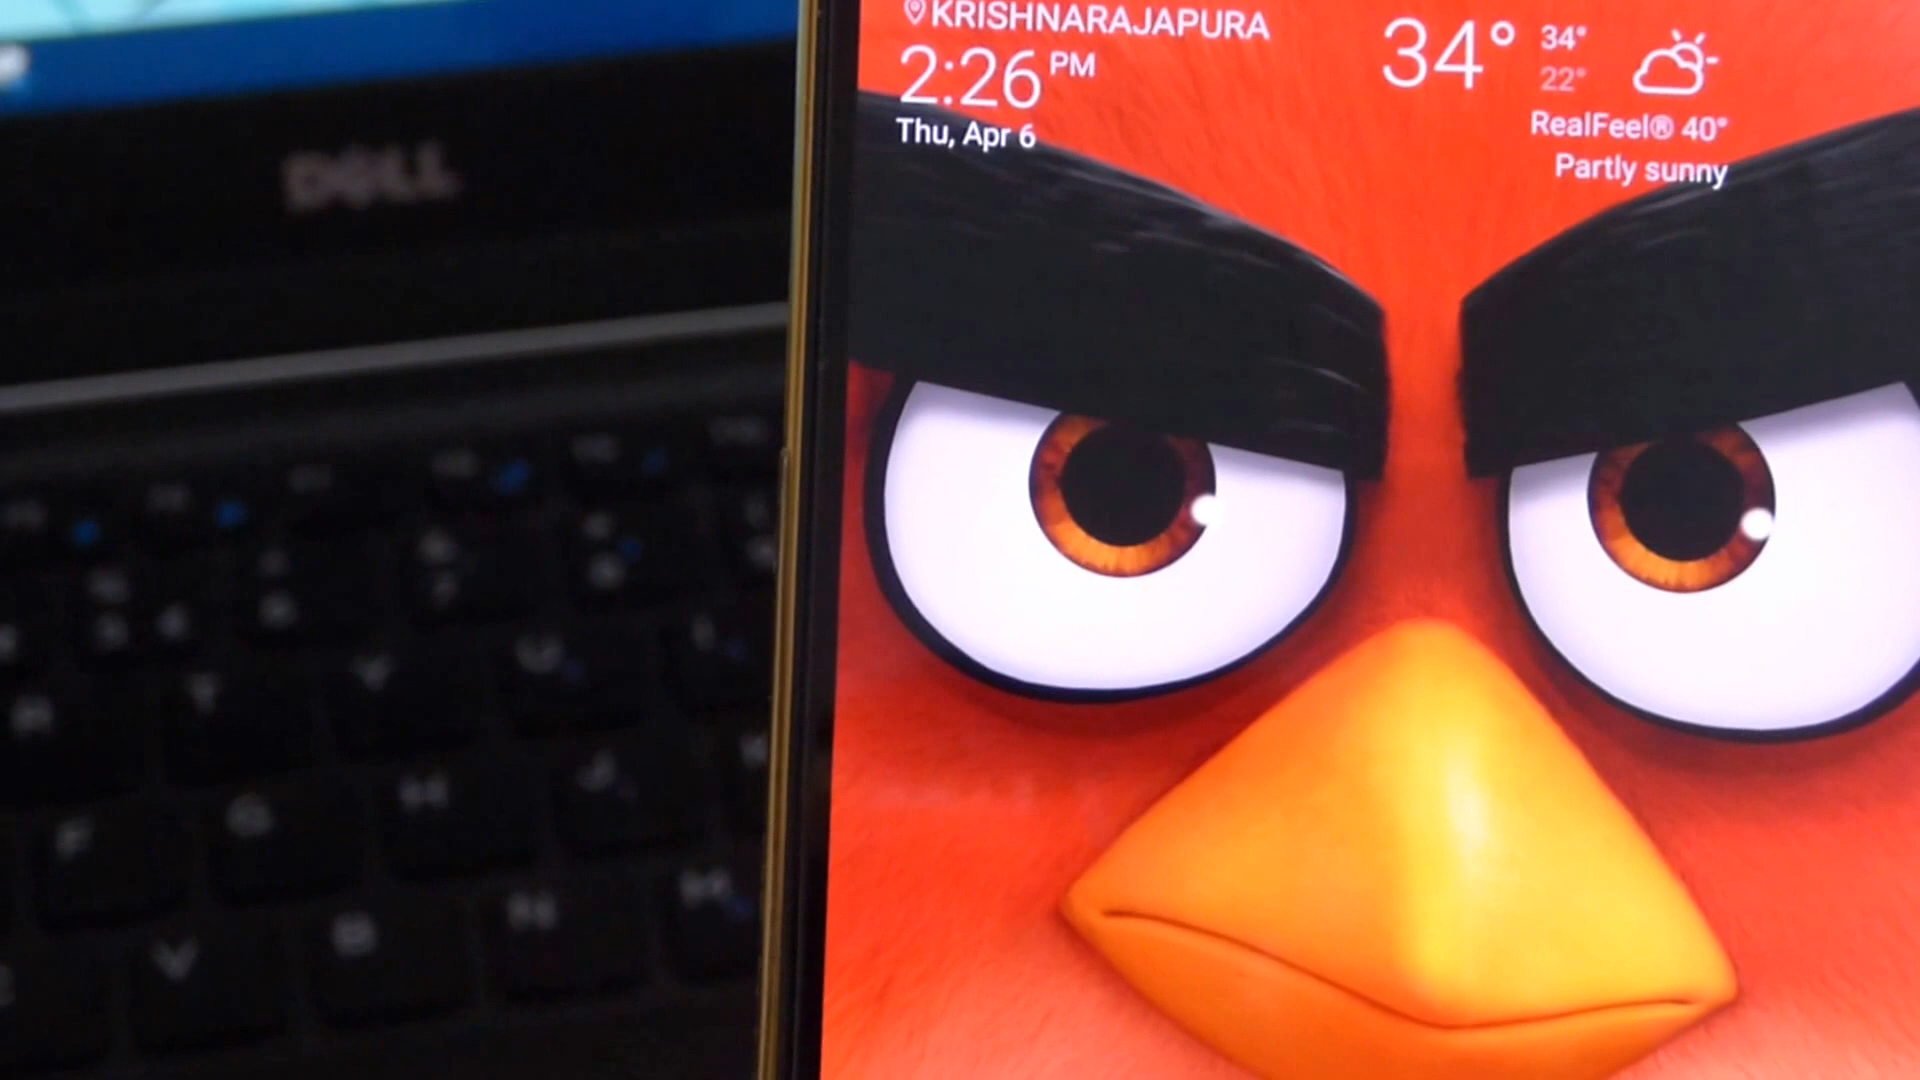 KRISHNARAJAPURA
2:26 PM
Thu, Apr 6
34° 34°
22°
RealFeel® 40°
Partly sunny
DELL
R T Y U I
F G H J K
V B N M